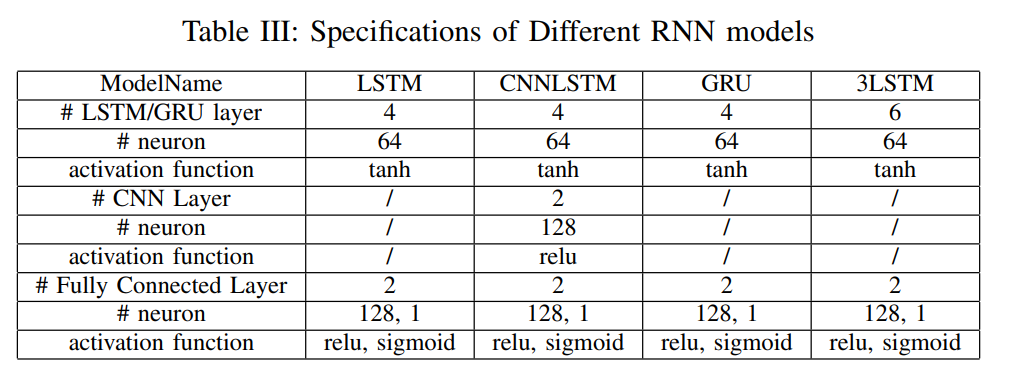 Table III: Specifications of Different RNN models
ModelName LSTM CNNLSTM GRU 3LSTM
# LSTM/GRU layer 4 4 4 6
# neuron 64 64 64 64
activation function tanh tanh tanh tanh
# CNN Layer / 2 / /
# neuron / 128 / /
activation function / relu / /
# Fully Connected Layer 2 2 2 2
# neuron 128, 1 128, 1 128, 1 128, 1
activation function relu, sigmoid relu, sigmoid relu, sigmoid relu, sigmoid